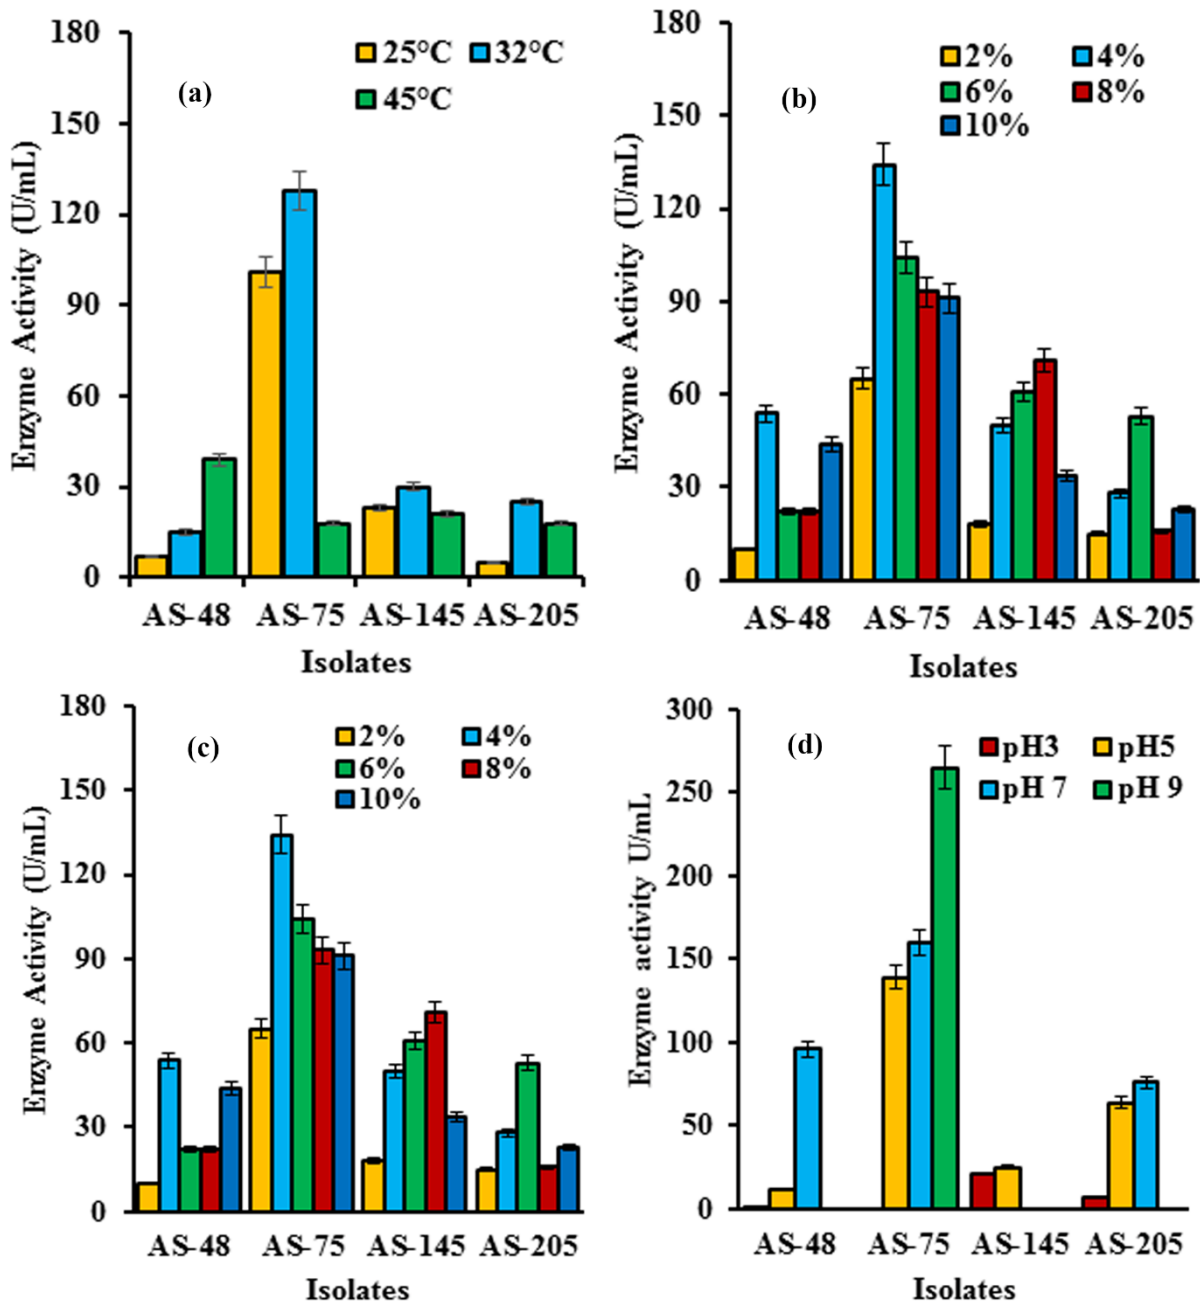 (a)
25°C 32°C
45°C
Enzyme Activity (U/mL)
180
150
120
90
60
30
0
AS-48 AS-75 AS-145 AS-205
Isolates
(b)
2% 4%
6% 8%
10%
Enzyme Activity (U/mL)
180
150
120
90
60
30
0
AS-48 AS-75 AS-145 AS-205
Isolates
(c)
2% 4%
6% 8%
10%
Enzyme Activity (U/mL)
180
150
120
90
60
30
0
AS-48 AS-75 AS-145 AS-205
Isolates
(d)
pH3 pH5
pH 7 pH 9
Enzyme activity U/mL
300
250
200
150
100
50
0
AS-48 AS-75 AS-145 AS-205
Isolates